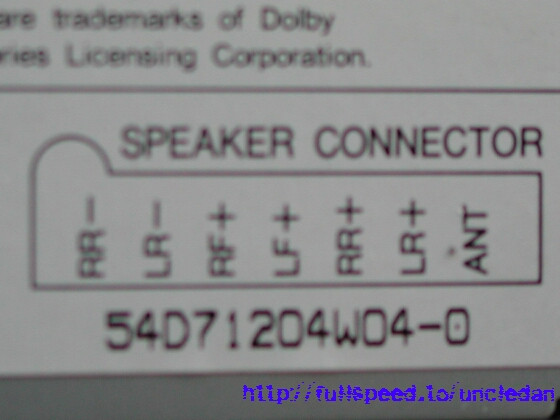 are trademarks of Dolby
ries Licensing Corporation.
SPEAKER CONNECTOR
RR- LR- RF+ LF+ RR+ LR+ ANT
54D71204W04-0
http://fullspeed.to/uncledan